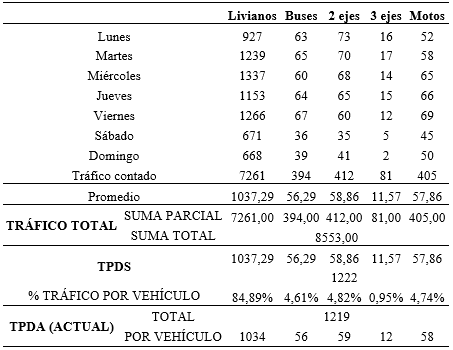 Livianos Buses 2 ejes 3 ejes Motos
Lunes 927 63 73 16 52
Martes 1239 65 70 17 58
Miércoles 1337 60 68 14 65
Jueves 1153 64 65 15 66
Viernes 1266 67 60 12 69
Sábado 671 36 35 5 45
Domingo 668 39 41 2 50
Tráfico contado 7261 394 412 81 405
Promedio 1037,29 56,29 58,86 11,57 57,86
TRÁFICO TOTAL SUMA PARCIAL 7261,00 394,00 412,00 81,00 405,00
SUMA TOTAL 8553,00
TPDS 1037,29 56,29 58,86 11,57 57,86
1222
% TRÁFICO POR VEHÍCULO 84,89% 4,61% 4,82% 0,95% 4,74%
TPDA (ACTUAL) TOTAL 1219
POR VEHÍCULO 1034 56 59 12 58